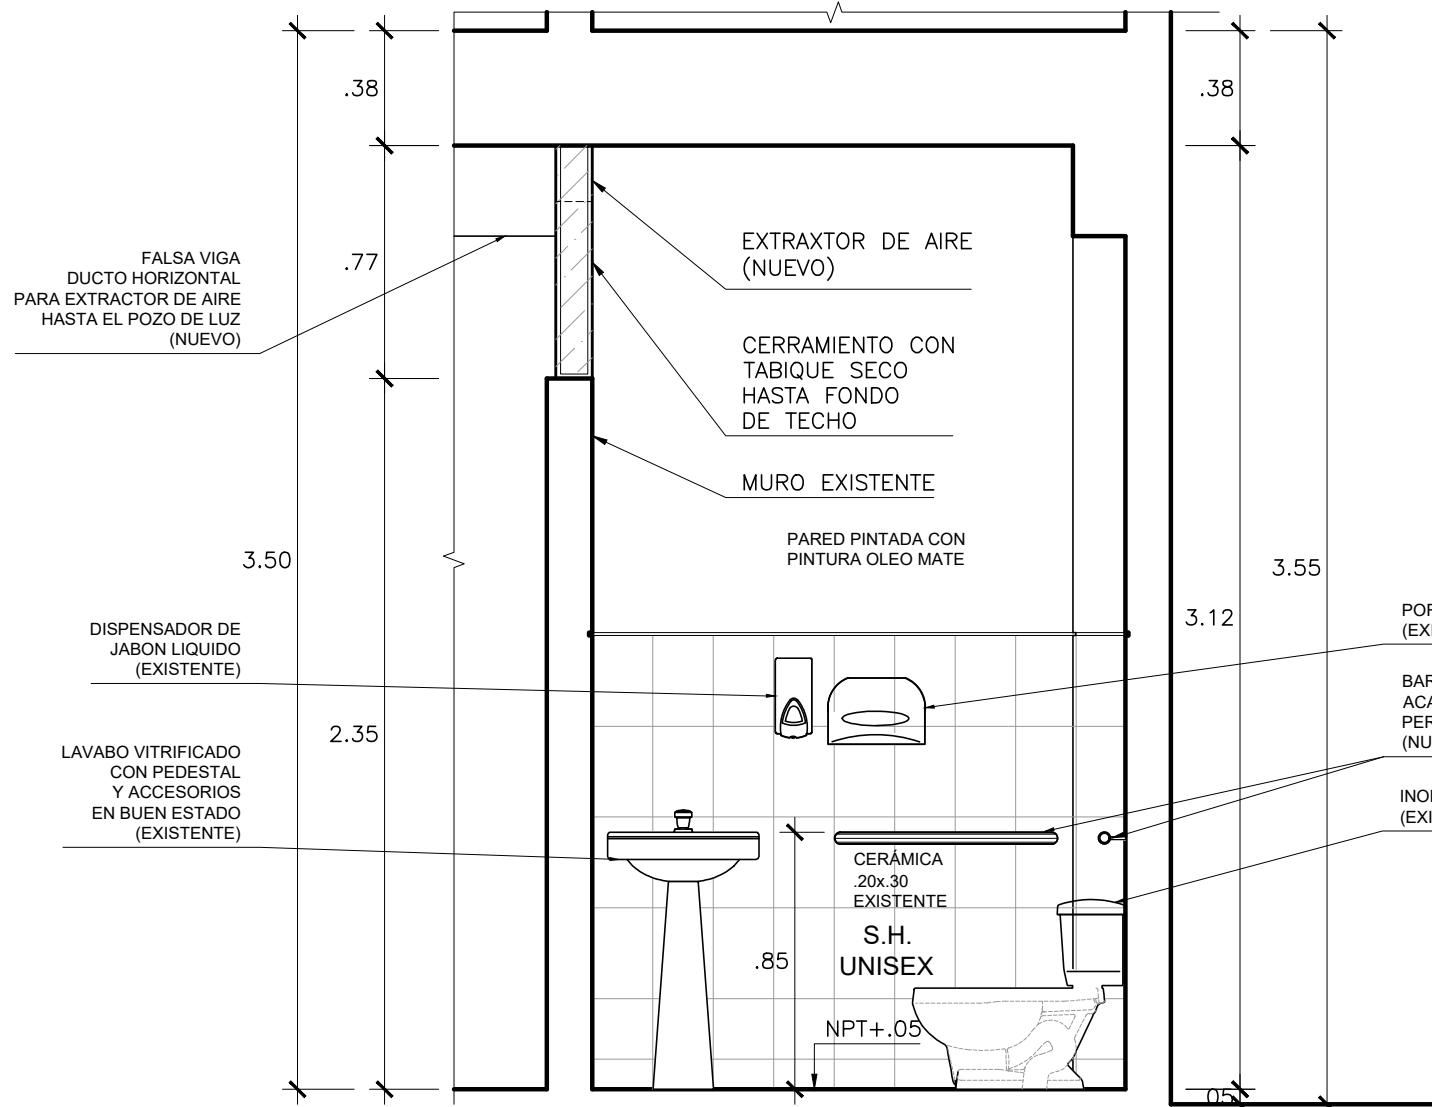 .38
.38
FALSA VIGA
DUCTO HORIZONTAL
PARA EXTRACTOR DE AIRE
HASTA EL POZO DE LUZ
(NUEVO)
.77
EXTRAXTOR DE AIRE
(NUEVO)
CERRAMIENTO CON
TABIQUE SECO
HASTA FONDO
DE TECHO
MURO EXISTENTE
PARED PINTADA CON
PINTURA OLEO MATE
3.50
3.55
3.12
DISPENSADOR DE
JABON LIQUIDO
(EXISTENTE)
2.35
LAVABO VITRIFICADO
CON PEDESTAL
Y ACCESORIOS
EN BUEN ESTADO
(EXISTENTE)
CERÁMICA
.20x.30
EXISTENTE
S.H.
UNISEX
.85
NPT+.05
.05